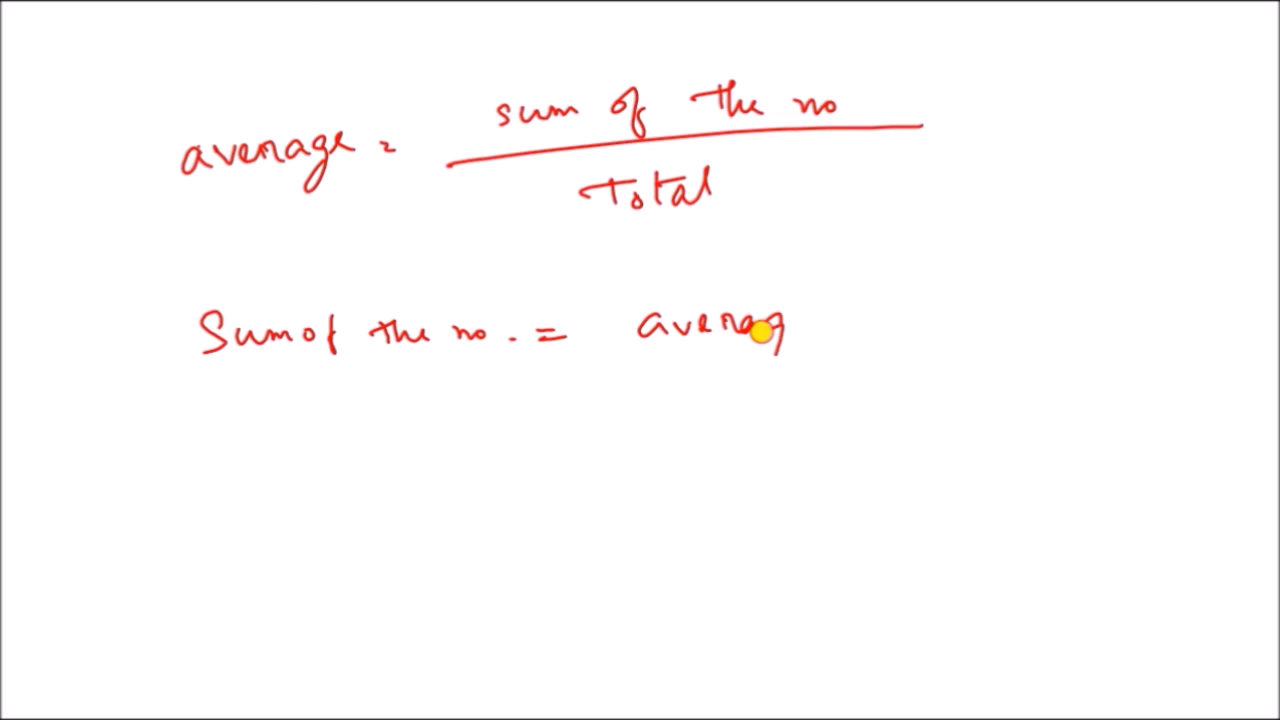 sum of the no
average =
Total
Sum of the no. = averag